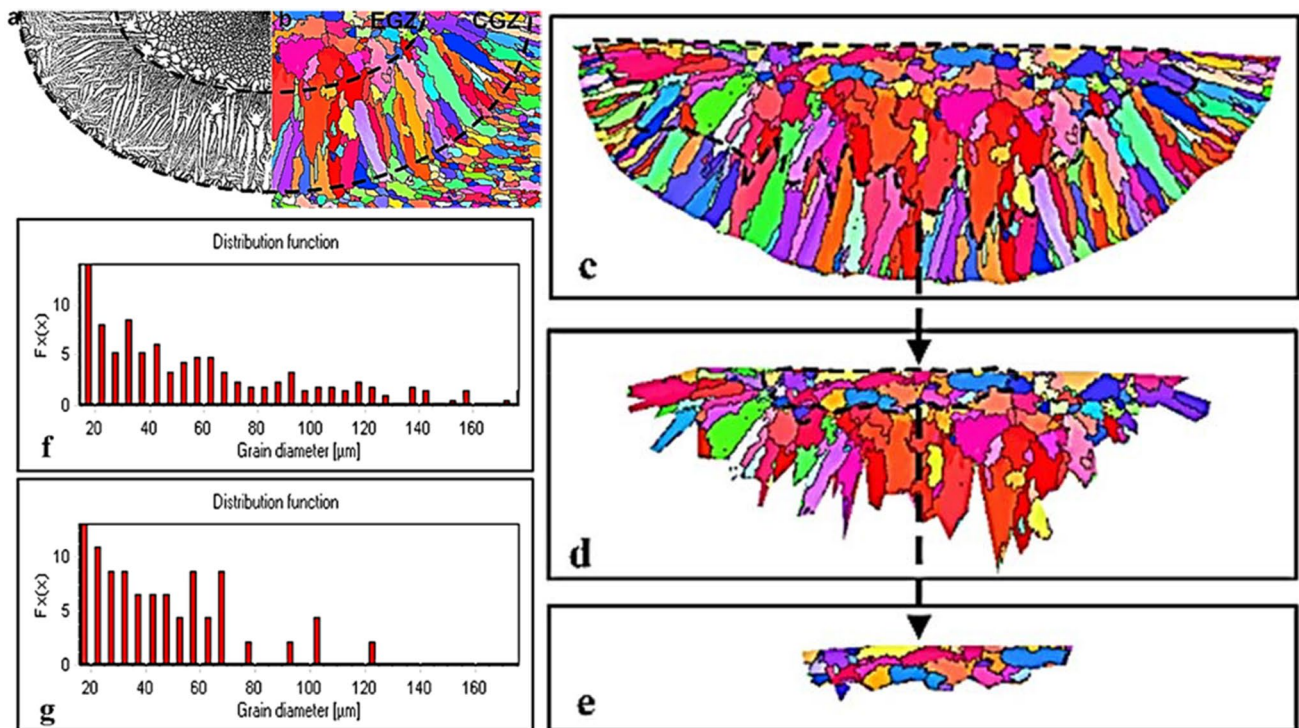 a
b
EGZ
CGZ
c
Distribution function
Fx(x)
10
5
0
20 40 60 80 100 120 140 160
Grain diameter [µm]
f
d
Distribution function
Fx(x)
10
5
0
20 40 60 80 100 120 140 160
Grain diameter [µm]
g
e